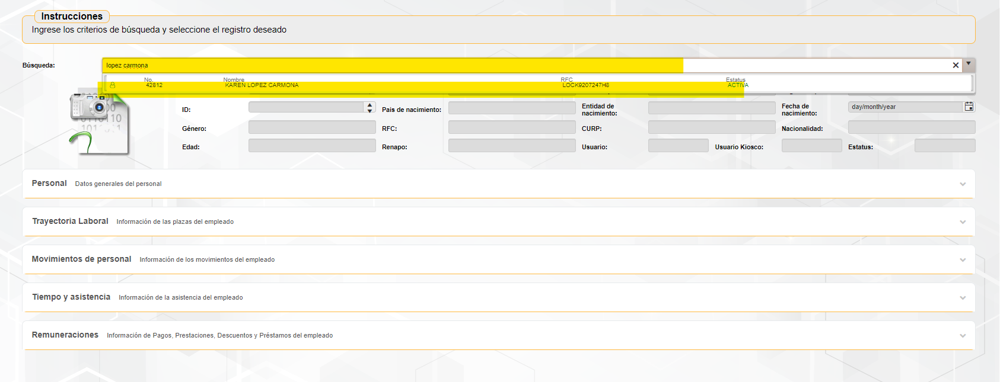 Instrucciones
Ingrese los criterios de búsqueda y seleccione el registro deseado
Búsqueda:
lopez carmona
No. Nombre RFC Estatus
42812 KAREN LOPEZ CARMONA LOCK9207247H8 ACTIVA
ID: País de nacimiento: Entidad de nacimiento: Fecha de nacimiento: day/month/year
Género: RFC: CURP: Nacionalidad:
Edad: Renapo: Usuario: Usuario Kiosco: Estatus:
Personal Datos generales del personal
Trayectoria Laboral Información de las plazas del empleado
Movimientos de personal Información de los movimientos del empleado
Tiempo y asistencia Información de la asistencia del empleado
Remuneraciones Información de Pagos, Prestaciones, Descuentos y Préstamos del empleado